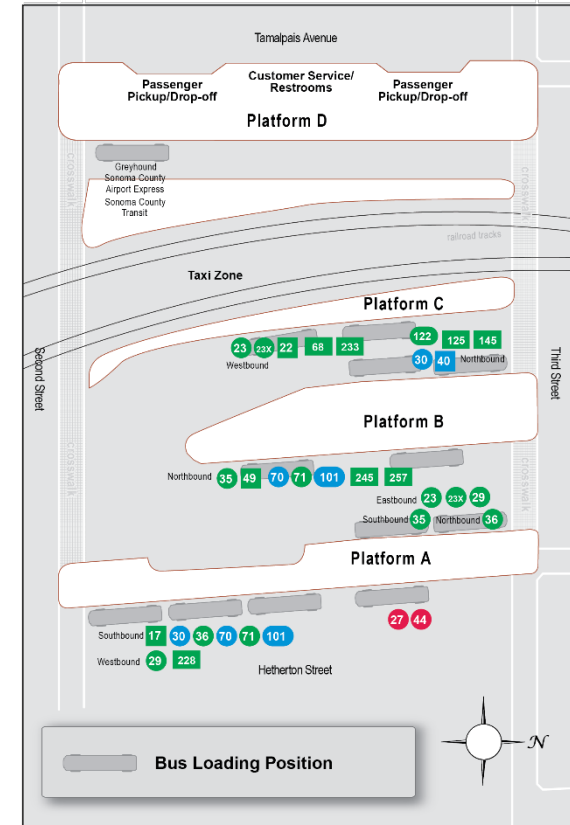 Tamalpais Avenue
Passenger
Pickup/Drop-off
Customer Service/
Restrooms
Passenger
Pickup/Drop-off
Platform D
crosswalk
crosswalk
Greyhound
Sonoma County
Airport Express
Sonoma County
Transit
railroad tracks
Taxi Zone
Platform C
23 23X 22 68 233
Westbound
122 125 145
30 40 Northbound
Second Street
Third Street
Platform B
Northbound 35 49 70 71 101 245 257
crosswalk
crosswalk
Eastbound 23 23X 29
Southbound 35 Northbound 36
Platform A
27 44
Southbound 17 30 36 70 71 101
Westbound 29 228
Hetherton Street
N
Bus Loading Position